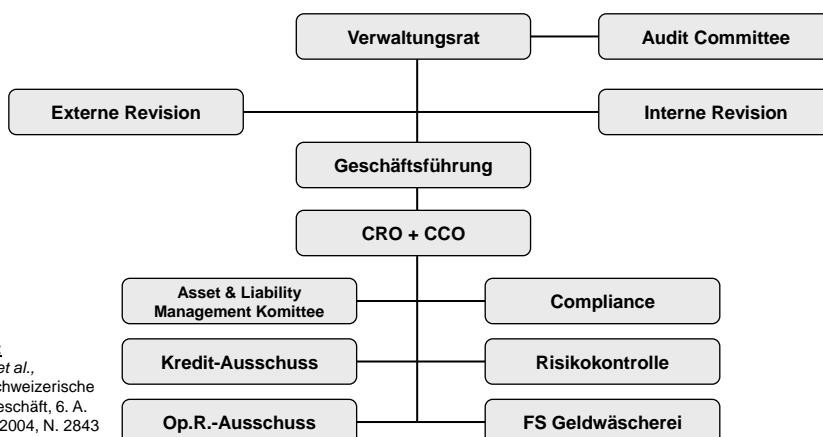 Verwaltungsrat
Audit Committee
Externe Revision
Interne Revision
Geschäftsführung
CRO + CCO
Asset & Liability
Management Komittee
Compliance
Kredit-Ausschuss
Risikokontrolle
Op.R.-Ausschuss
FS Geldwäscherei
et al.,
chweizerische
eschäft, 6. A.
2004, N. 2843